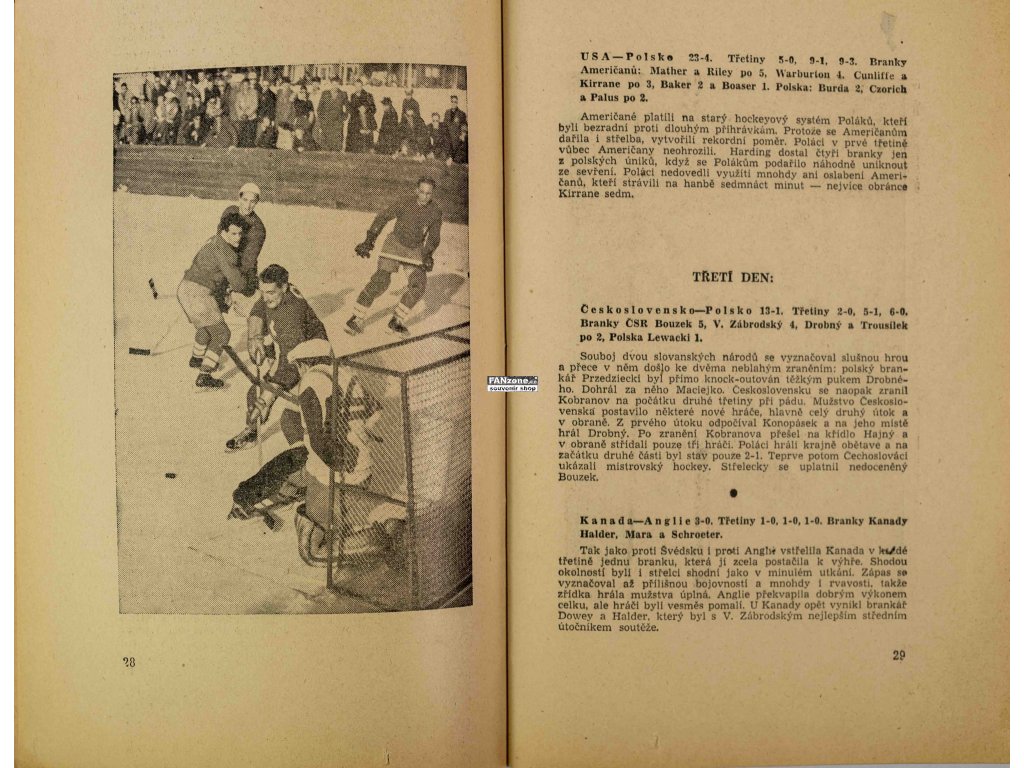 28
FANzone.cz
souvenir shop
USA—Polsko 23-4. Třetiny 5-0, 9-1, 9-3. Branky
Američanů: Mather a Riley po 5, Warburton 4, Cunliffe a
Kirrane po 3, Baker 2 a Boaser 1. Polska: Burda 2, Czorich
a Palus po 2.
Američané platili na starý hockeyový systém Poláků, kteří
byli bezradní proti dlouhým přihrávkám. Protože se Američanům
dařila i střelba, vytvořili rekordní poměr. Poláci v prvé třetině
vůbec Američany neohrozili. Harding dostal čtyři branky jen
z polských úniků, když se Polákům podařilo náhodně uniknout
ze sevření. Poláci nedovedli využíti mnohdy ani oslabení Ameri-
čanů, kteří strávili na hanbě sedmnáct minut — nejvíce obránce
Kirrane sedm.
TŘETÍ DEN:
Československo—Polsko 13-1. Třetiny 2-0, 5-1, 6-0.
Branky ČSR Bouzek 5, V. Zábrodský 4, Drobný a Trousílek
po 2, Polska Lewacki 1.
Souboj dvou slovanských národů se vyznačoval slušnou hrou
a přece v něm došlo ke dvěma neblahým zraněním: polský bran-
kář Przedziecki byl přímo knock-outován těžkým pukem Drobné-
ho. Dohrál za něho Maciejko. Československu se naopak zranil
Kobranov na počátku druhé třetiny při pádu. Mužstvo Českoslo-
venska postavilo některé nové hráče, hlavně celý druhý útok a
v obraně. Z prvého útoku odpočíval Konopásek a na jeho místě
hrál Drobný. Po zranění Kobranova přešel na křídlo Hajný a
v obraně střídali pouze tři hráči. Poláci hráli krajně obětave a na
začátku druhé části byl stav pouze 2-1. Teprve potom Čechoslováci
ukázali mistrovský hockey. Střelecky se uplatnil nedoceněný
Bouzek.
●
Kanada—Anglie 3-0. Třetiny 1-0, 1-0, 1-0. Branky Kanady
Halder, Mara a Schroeter.
Tak jako proti Švédsku i proti Anglii vstřelila Kanada v každé
třetině jednu branku, která jí zcela postačila k výhře. Shodou
okolností byli i střelci shodní jako v minulém utkání. Zápas se
vyznačoval až přílišnou bojovností a mnohdy i rvavostí, takže
zřídka hrála mužstva úplná. Anglie překvapila dobrým výkonem
celku, ale hráči byli vesměs pomalí. U Kanady opět vynikl brankář
Dowey a Halder, který byl s V. Zábrodským nejlepším středním
útočníkem soutěže.
29